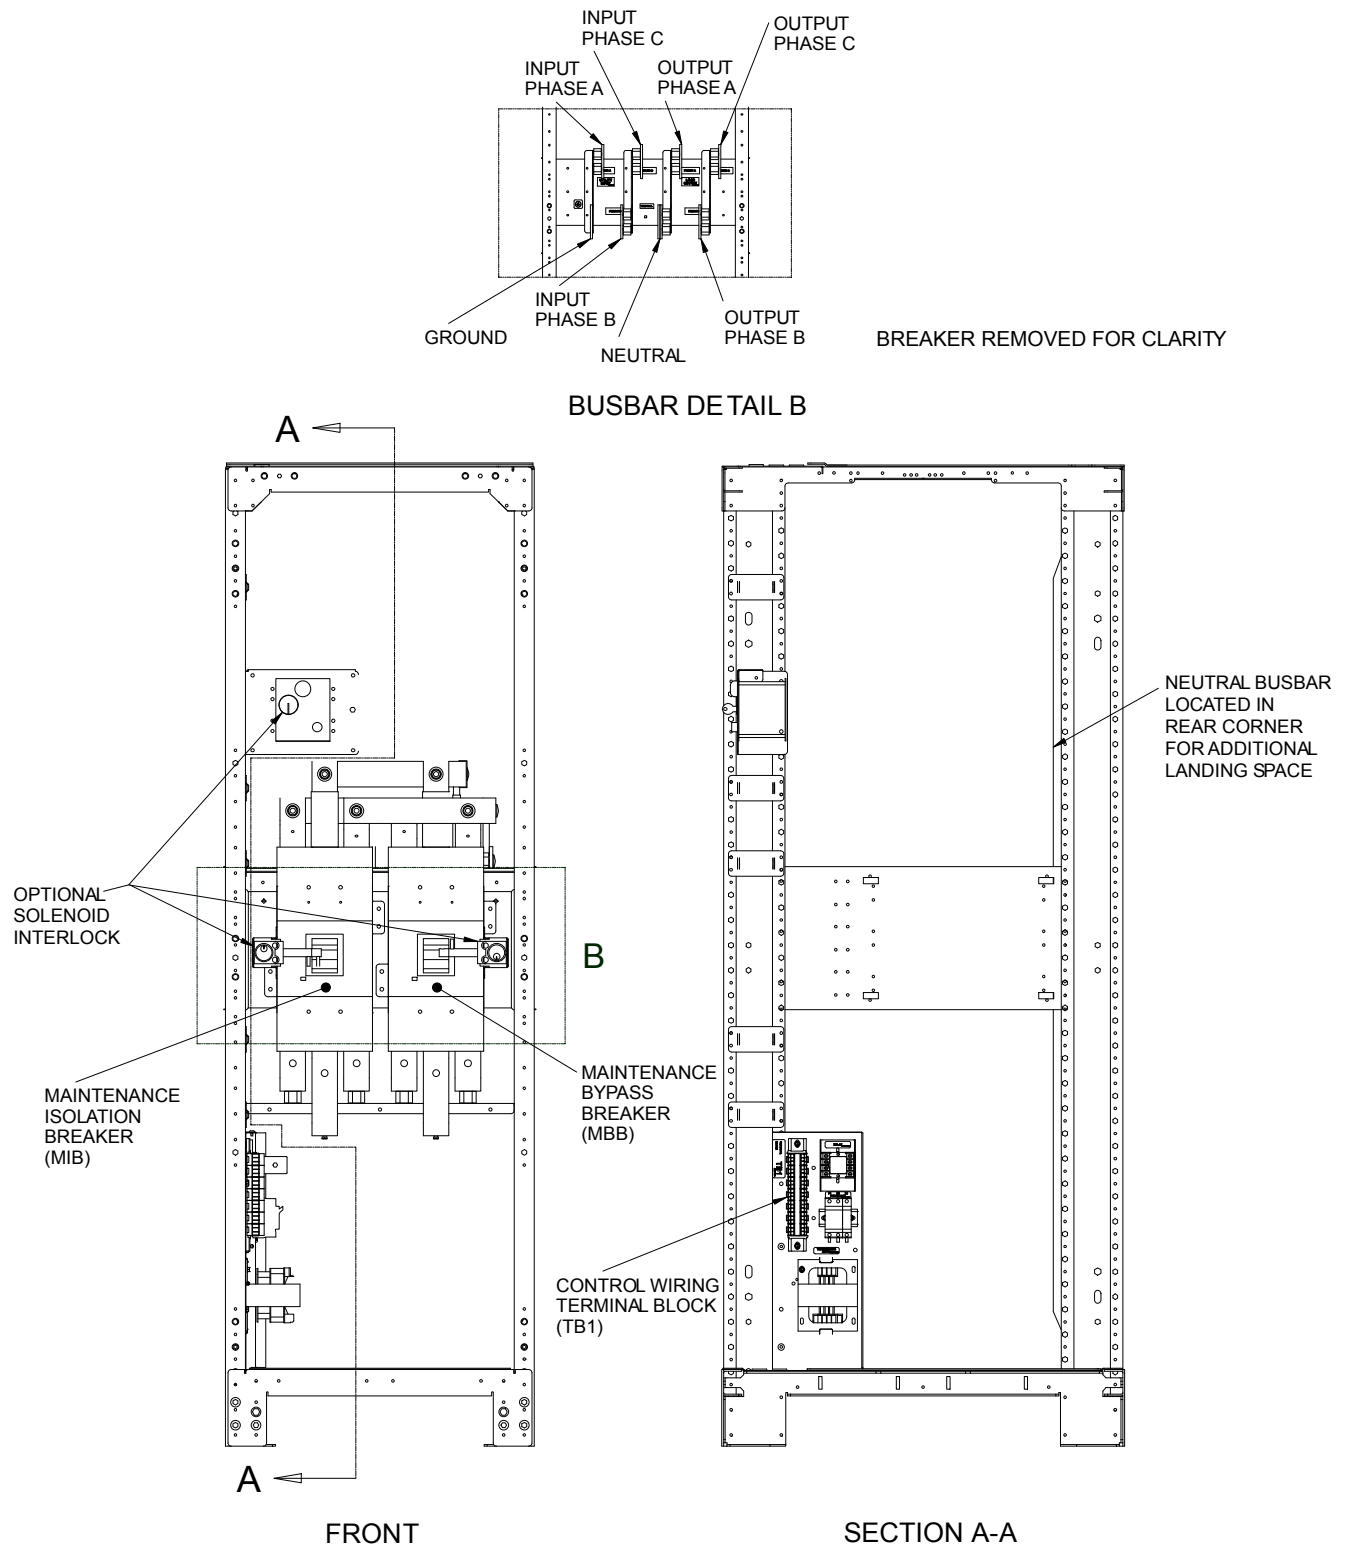 INPUT
PHASE C
OUTPUT
PHASE C
INPUT
PHASE A
OUTPUT
PHASE A
GROUND
INPUT
PHASE B
NEUTRAL
OUTPUT
PHASE B
BREAKER REMOVED FOR CLARITY
BUSBAR DETAIL B
A
NEUTRAL BUSBAR
LOCATED IN
REAR CORNER
FOR ADDITIONAL
LANDING SPACE
OPTIONAL
SOLENOID
INTERLOCK
B
MAINTENANCE
ISOLATION
BREAKER
(MIB)
MAINTENANCE
BYPASS
BREAKER
(MBB)
TB1
CONTROL WIRING
TERMINAL BLOCK
(TB1)
A
FRONT
SECTION A-A